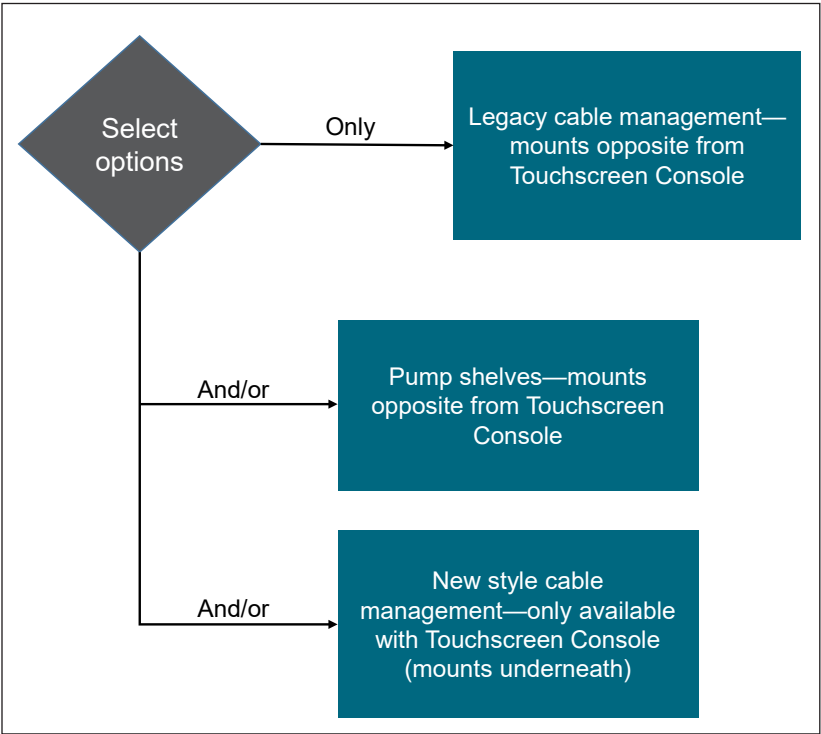 Select
options
Only
Legacy cable management—
mounts opposite from
Touchscreen Console
And/or
Pump shelves—mounts
opposite from Touchscreen
Console
And/or
New style cable
management—only available
with Touchscreen Console
(mounts underneath)